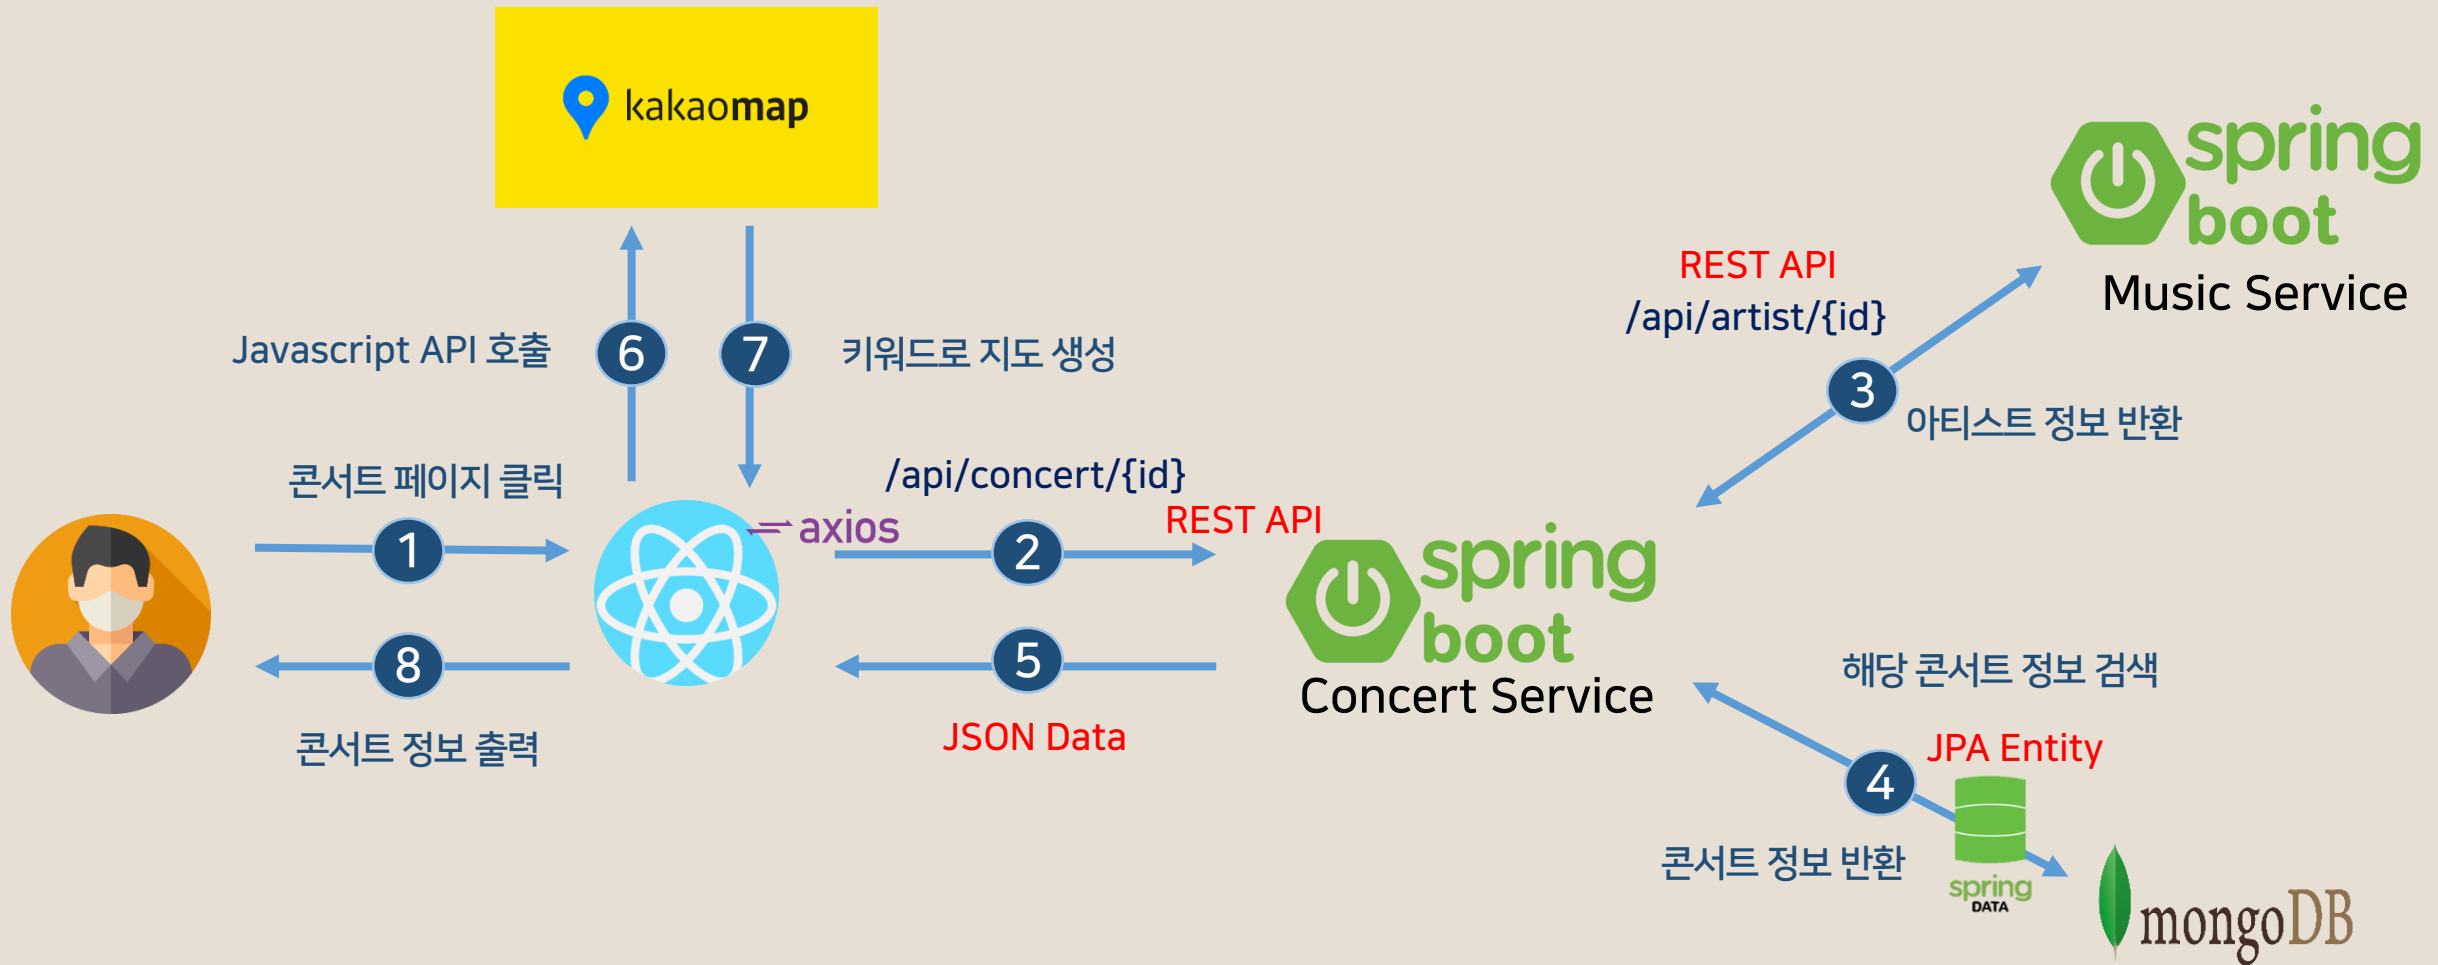 kakaomap
Javascript API 호출
6
7
키워드로 지도 생성
콘서트 페이지 클릭
1
8
콘서트 정보 출력
axios
/api/concert/{id}
REST API
2
5
JSON Data
spring
boot
Concert Service
REST API
/api/artist/{id}
3
아티스트 정보 반환
spring
boot
Music Service
해당 콘서트 정보 검색
JPA Entity
4
콘서트 정보 반환
spring
DATA
mongoDB